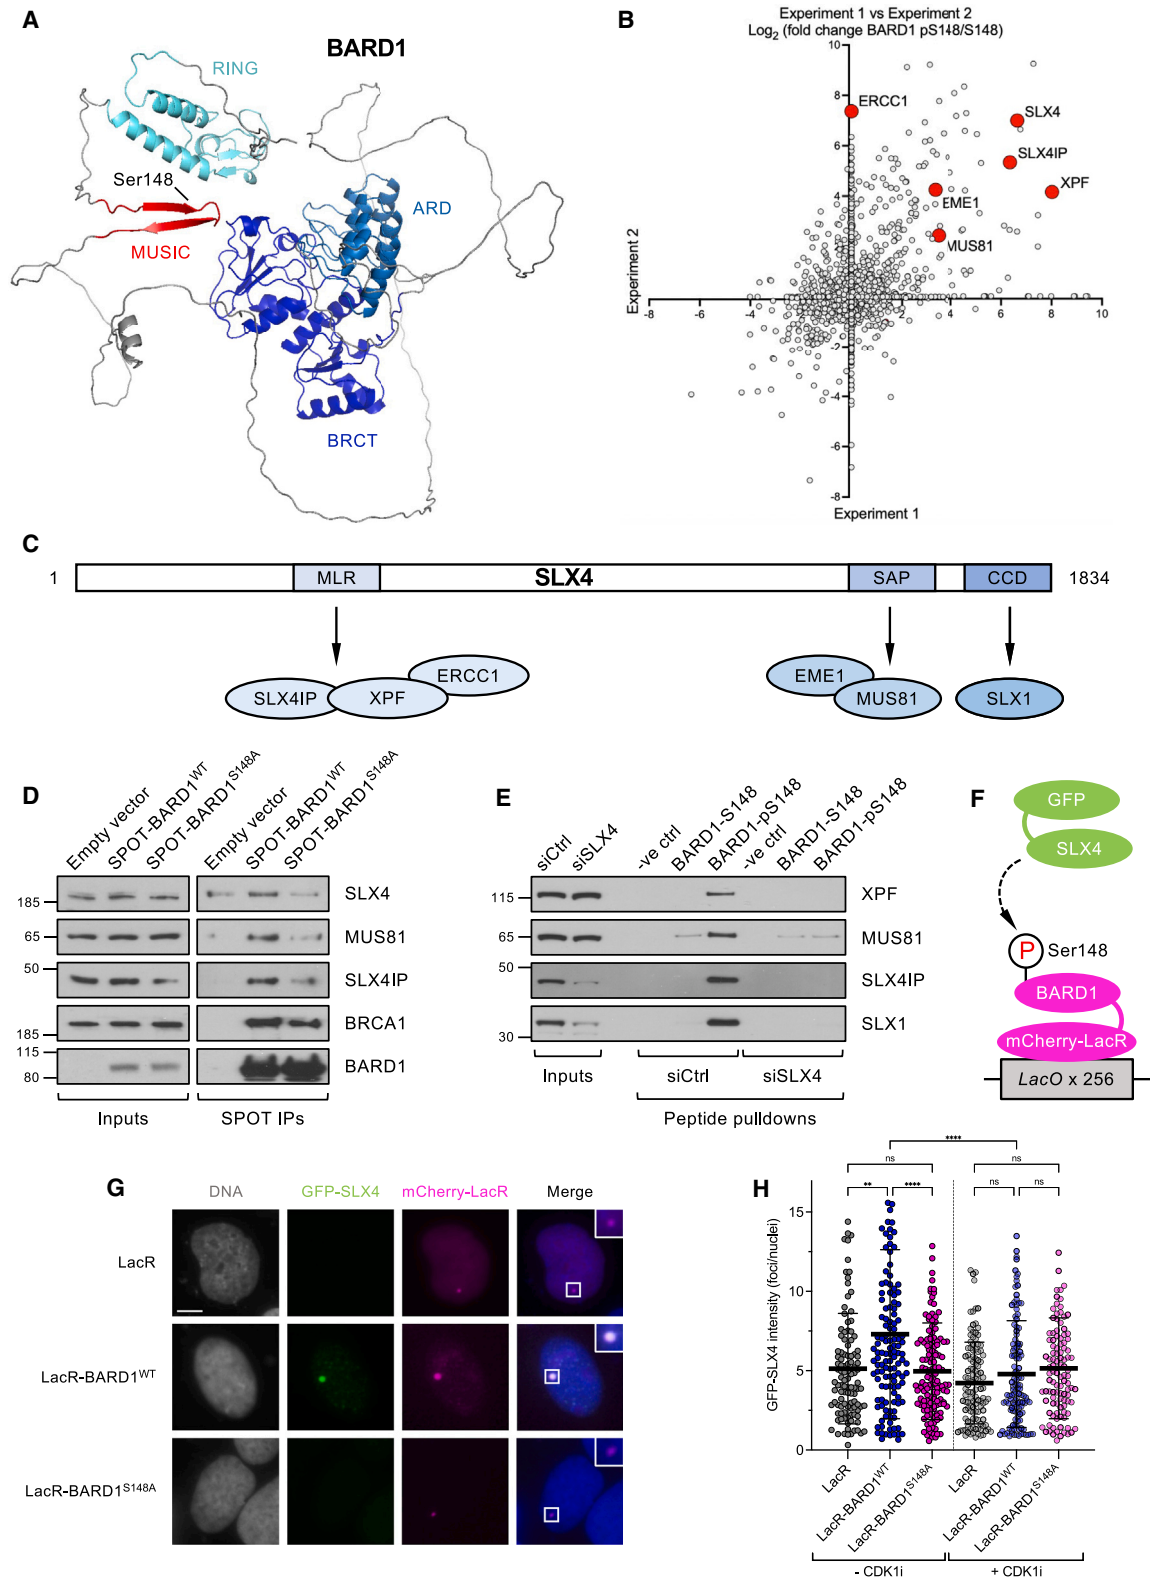 A
BARD1
RING
Ser148
MUSIC
ARD
BRCT
B
Experiment 1 vs Experiment 2
Log2 (fold change BARD1 pS148/S148)
10
8
6
4
-2
-4
-6
-8
-8
-6
-4
-2
2
4
6
8
10
ERCC1
SLX4
SLX4IP
XPF
EME1
MUS81
Experiment 2
Experiment 1
C
1
MLR
SLX4
SAP
CCD
1834
SLX4IP
XPF
ERCC1
EME1
MUS81
SLX1
D
Empty vector
SPOT-BARD1WT
SPOT-BARD1S148A
Empty vector
SPOT-BARD1WT
SPOT-BARD1S148A
185
SLX4
65
MUS81
50
SLX4IP
185
BRCA1
115
80
BARD1
Inputs
SPOT IPs
E
siCtrl
siSLX4
-ve ctrl
BARD1-S148
BARD1-pS148
-ve ctrl
BARD1-S148
BARD1-pS148
115
XPF
65
MUS81
50
SLX4IP
30
SLX1
Inputs
siCtrl
siSLX4
Peptide pulldowns
F
GFP
SLX4
P
Ser148
BARD1
mCherry-LacR
LacO x 256
G
DNA
GFP-SLX4
mCherry-LacR
Merge
LacR
LacR-BARD1WT
LacR-BARD1S148A
H
****
ns
ns
**
****
ns
ns
15
10
5
0
GFP-SLX4 intensity (foci/nuclei)
LacR
LacR-BARD1WT
LacR-BARD1S148A
LacR
LacR-BARD1WT
LacR-BARD1S148A
- CDK1i
+ CDK1i